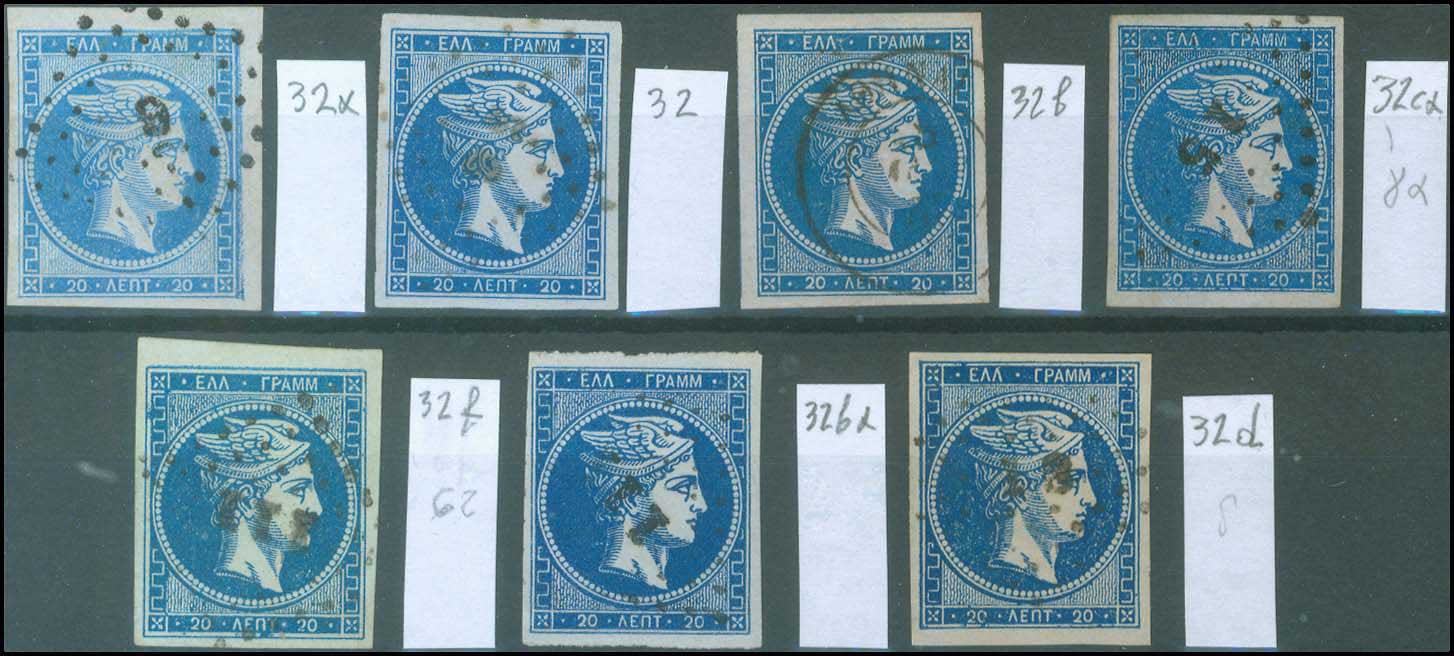 ΕΛΛ · ΓΡΑΜΜ
20 · ΛΕΠΤ · 20
32α
ΕΛΛ · ΓΡΑΜΜ
20 · ΛΕΠΤ · 20
32
ΕΛΛ · ΓΡΑΜΜ
20 · ΛΕΠΤ · 20
32b
ΕΛΛ · ΓΡΑΜΜ
20 · ΛΕΠΤ · 20
32cα
γα
ΕΛΛ · ΓΡΑΜΜ
20 · ΛΕΠΤ · 20
32f
ΕΛΛ · ΓΡΑΜΜ
20 · ΛΕΠΤ · 20
32bα
ΕΛΛ · ΓΡΑΜΜ
20 · ΛΕΠΤ · 20
32d